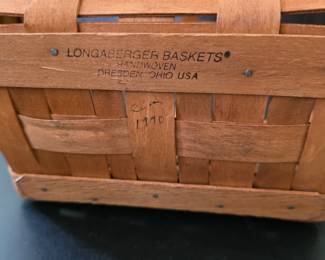 LONGABERGER BASKETS®
HANDWOVEN
DRESDEN, OHIO USA
1990